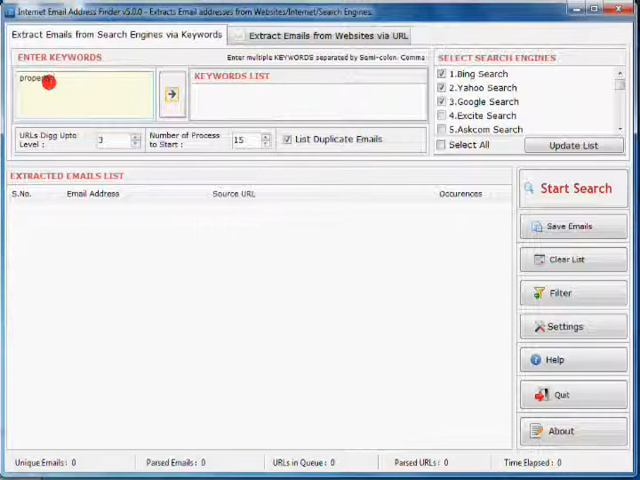 Internet Email Address Finder v5.0.0 - Extracts Email addresses from Websites/Internet/Search Engines
Extract Emails from Search Engines via Keywords
Extract Emails from Websites via URL
ENTER KEYWORDS
Enter multiple KEYWORDS separated by Semi-colon, Comma
KEYWORDS LIST
SELECT SEARCH ENGINES
1.Bing Search
2.Yahoo Search
3.Google Search
4.Excite Search
5.Askcom Search
Select All
Update List
URLs Digg Upto Level :
3
Number of Process to Start :
15
List Duplicate Emails
EXTRACTED EMAILS LIST
S.No.
Email Address
Source URL
Occurences
Start Search
Save Emails
Clear List
Filter
Settings
Help
Quit
About
Unique Emails : 0
Parsed Emails : 0
URLs in Queue : 0
Parsed URLs : 0
Time Elapsed : 0